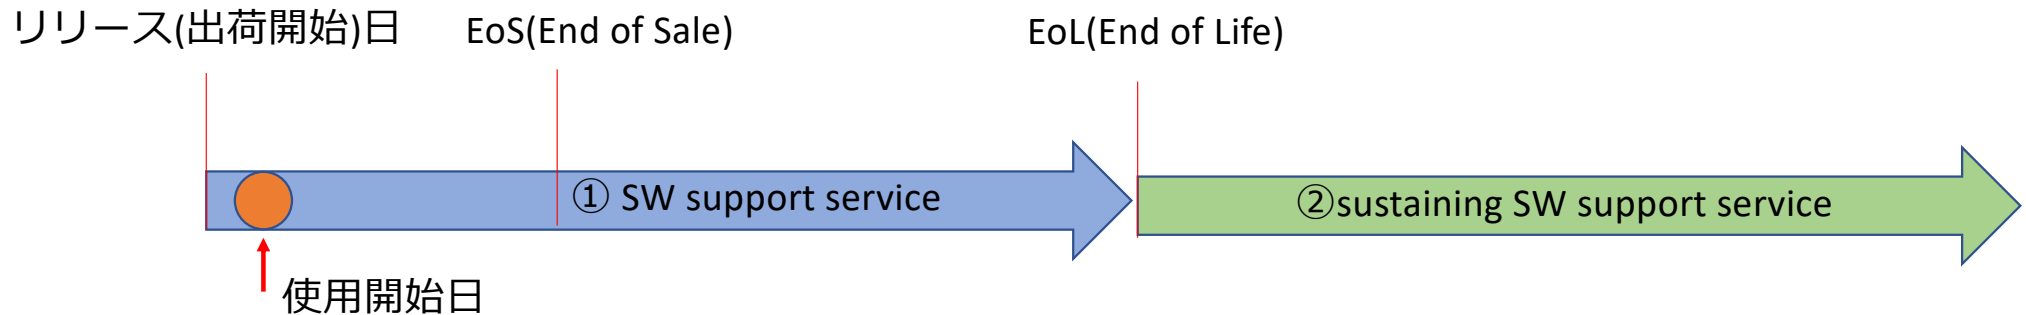 リリース(出荷開始)日
EoS(End of Sale)
EoL(End of Life)
① SW support service
②sustaining SW support service
使用開始日